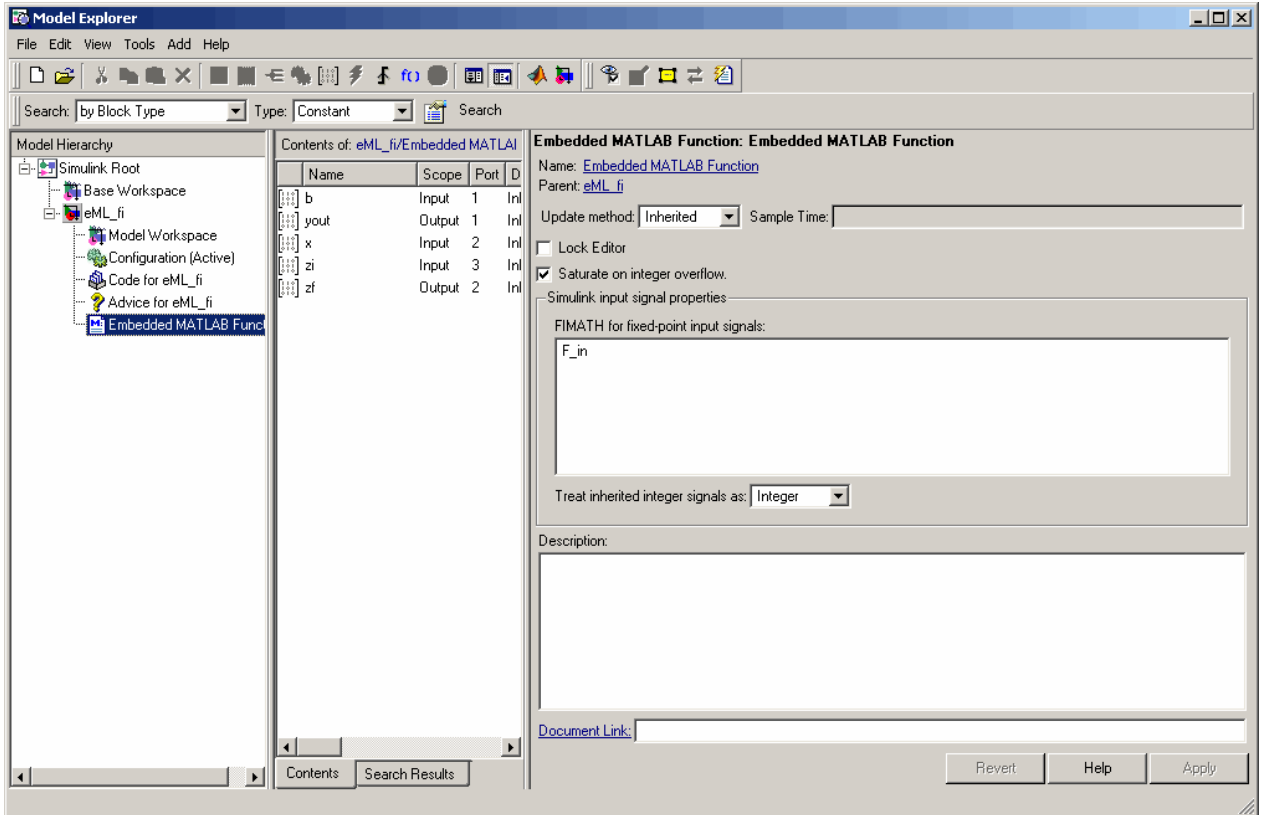 Model Explorer
File Edit View Tools Add Help
f()
Search: by Block Type Type: Constant Search
Model Hierarchy
Simulink Root
Base Workspace
eML_fi
Model Workspace
Configuration (Active)
Code for eML_fi
Advice for eML_fi
Embedded MATLAB Funct
Contents of: eML_fi/Embedded MATLAI
Name Scope Port D
b Input 1 Inl
yout Output 1 Inl
x Input 2 Inl
zi Input 3 Inl
zf Output 2 Inl
Contents Search Results
Embedded MATLAB Function: Embedded MATLAB Function
Name: Embedded MATLAB Function
Parent: eML_fi
Update method: Inherited Sample Time:
Lock Editor
Saturate on integer overflow.
Simulink input signal properties
FIMATH for fixed-point input signals:
F_in
Treat inherited integer signals as: Integer
Description:
Document Link:
Revert Help Apply